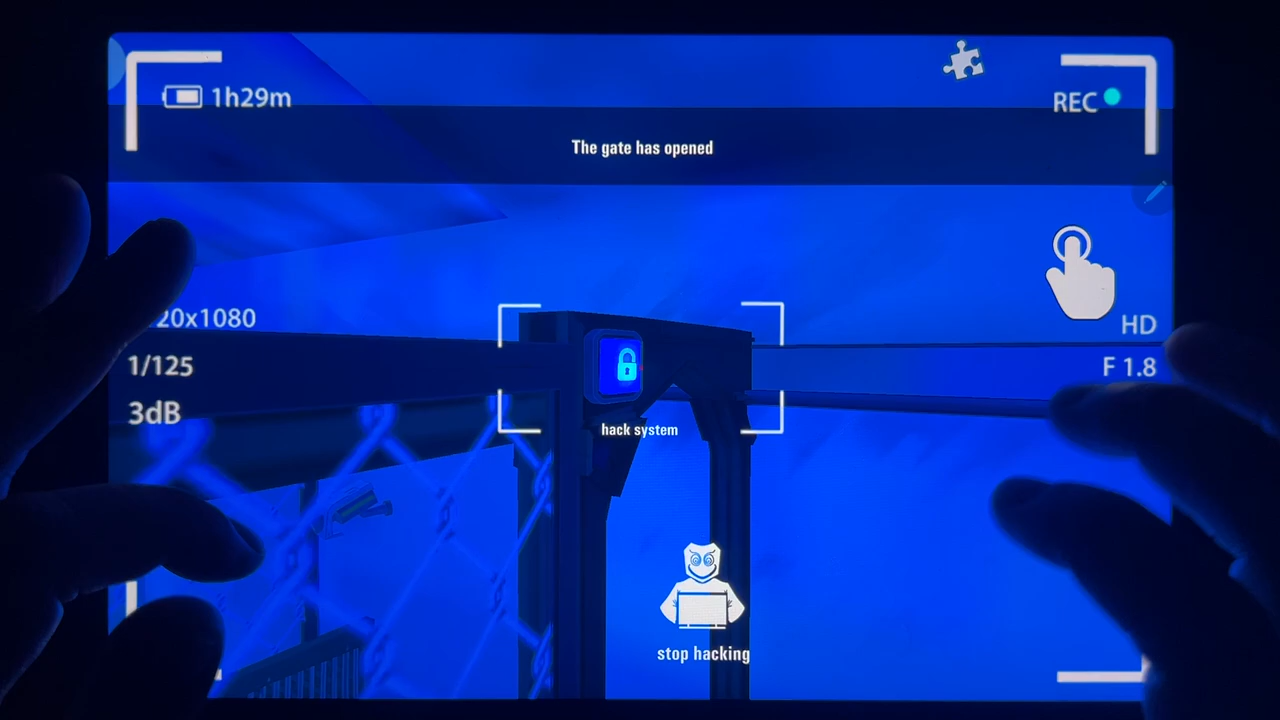 1h29m
REC
The gate has opened
20x1080
HD
1/125
F 1.8
3dB
hack system
stop hacking